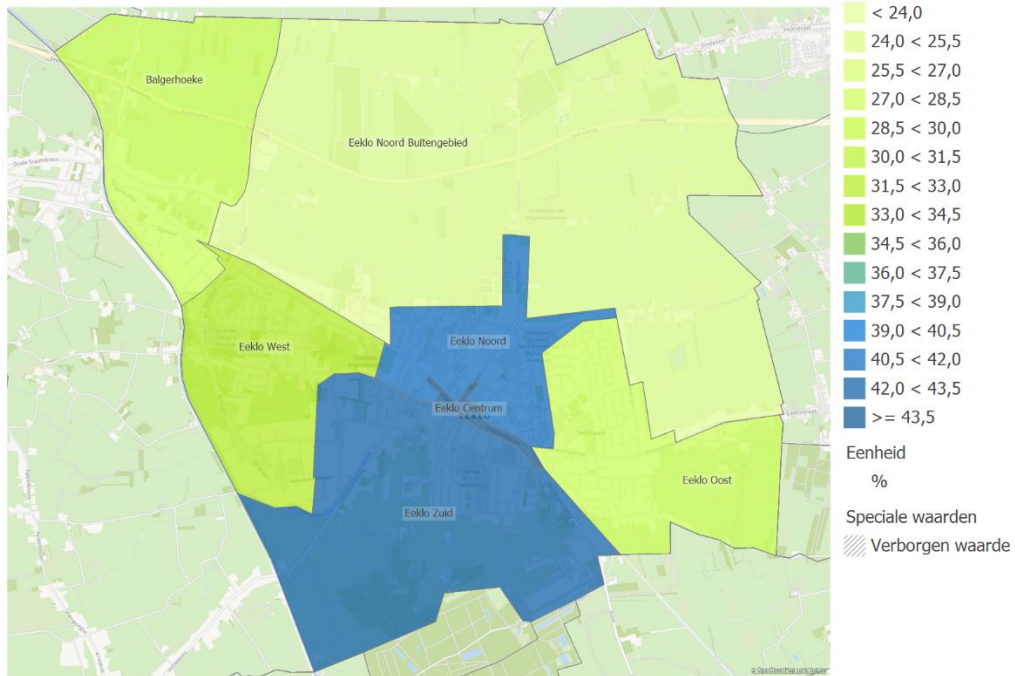 Balgerhoeke
Eeklo Noord Buitengebied
Eeklo West
Eeklo Noord
Eeklo Centrum
EEKLO
Eeklo Oost
Eeklo Zuid
< 24,0
24,0 < 25,5
25,5 < 27,0
27,0 < 28,5
28,5 < 30,0
30,0 < 31,5
31,5 < 33,0
33,0 < 34,5
34,5 < 36,0
36,0 < 37,5
37,5 < 39,0
39,0 < 40,5
40,5 < 42,0
42,0 < 43,5
>= 43,5
Eenheid
%
Speciale waarden
Verborgen waarde